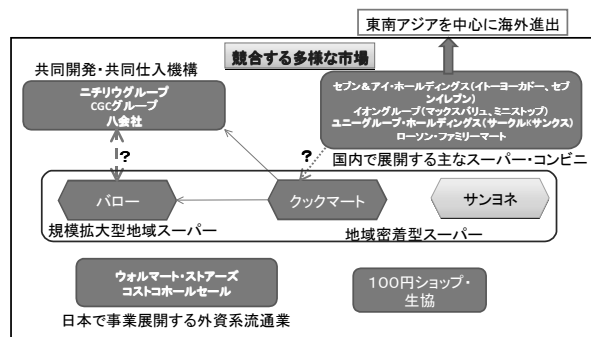 東南アジアを中心に海外進出
競合する多様な市場
共同開発・共同仕入機構
ニチリウグループ
CGCグループ
八会社
セブン&アイ・ホールディングス(イトーヨーカドー、セブ
ンイレブン)
イオングループ(マックスバリュ、ミニストップ)
ユニーグループ・ホールディングス(サークルKサンクス)
ローソン・ファミリーマート
?
?
国内で展開する主なスーパー・コンビニ
バロー
クックマート
サンヨネ
規模拡大型地域スーパー
地域密着型スーパー
ウォルマート・ストアーズ
コストコホールセール
100円ショップ・
生協
日本で事業展開する外資系流通業